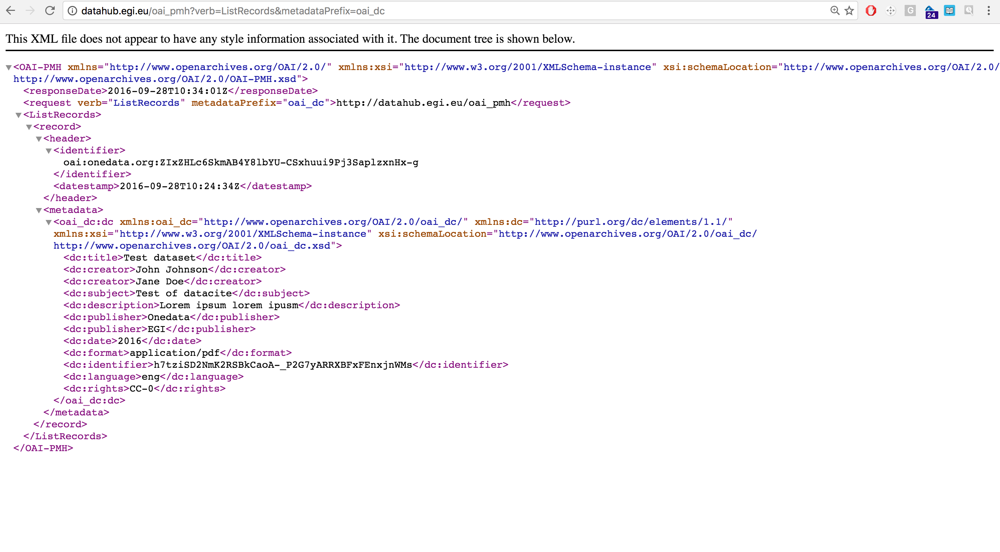 datahub.egi.eu/oai_pmh?verb=ListRecords&metadataPrefix=oai_dc
G
24
This XML file does not appear to have any style information associated with it. The document tree is shown below.
<OAI-PMH xmlns="http://www.openarchives.org/OAI/2.0/" xmlns:xsi="http://www.w3.org/2001/XMLSchema-instance" xsi:schemaLocation="http://www.openarchives.org/OAI/2.0/
http://www.openarchives.org/OAI/2.0/OAI-PMH.xsd">
<responseDate>2016-09-28T10:34:01Z</responseDate>
<request verb="ListRecords" metadataPrefix="oai_dc">http://datahub.egi.eu/oai_pmh</request>
<ListRecords>
<record>
<header>
<identifier>
oai:onedata.org:ZIxZHLc6SkmAB4Y8lbYU-CSxhuui9Pj3SaplzxnHx-g
</identifier>
<datestamp>2016-09-28T10:24:34Z</datestamp>
</header>
<metadata>
<oai_dc:dc xmlns:oai_dc="http://www.openarchives.org/OAI/2.0/oai_dc/" xmlns:dc="http://purl.org/dc/elements/1.1/"
xmlns:xsi="http://www.w3.org/2001/XMLSchema-instance" xsi:schemaLocation="http://www.openarchives.org/OAI/2.0/oai_dc/
http://www.openarchives.org/OAI/2.0/oai_dc.xsd">
<dc:title>Test dataset</dc:title>
<dc:creator>John Johnson</dc:creator>
<dc:creator>Jane Doe</dc:creator>
<dc:subject>Test of datacite</dc:subject>
<dc:description>Lorem ipsum lorem ipusm</dc:description>
<dc:publisher>Onedata</dc:publisher>
<dc:publisher>EGI</dc:publisher>
<dc:date>2016</dc:date>
<dc:format>application/pdf</dc:format>
<dc:identifier>h7tziSD2NmK2RSBkCaoA-_P2G7yARRXBFxFEnxjnWMs</dc:identifier>
<dc:language>eng</dc:language>
<dc:rights>CC-0</dc:rights>
</oai_dc:dc>
</metadata>
</record>
</ListRecords>
</OAI-PMH>